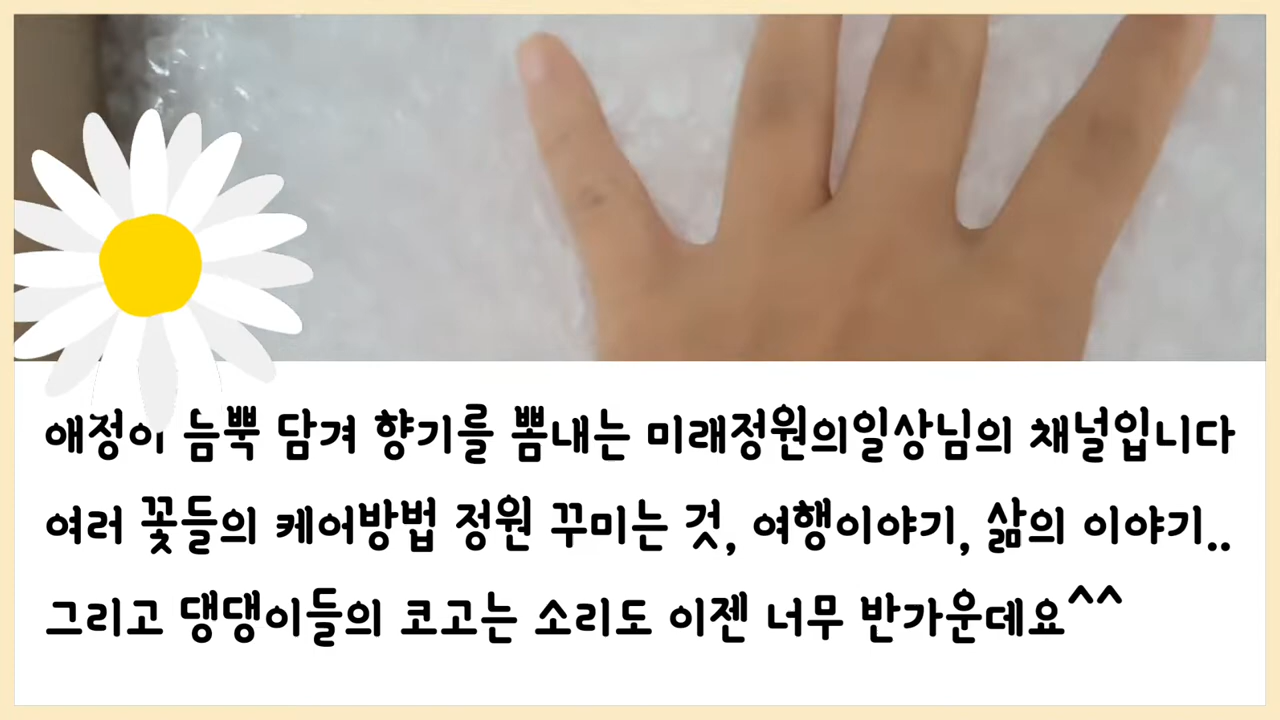 애정이 듬뿍 담겨 향기를 뽐내는 미래정원의일상님의 채널입니다
여러 꽃들의 케어방법 정원 꾸미는 것, 여행이야기, 삶의 이야기..
그리고 댕댕이들의 코고는 소리도 이젠 너무 반가운데요^^